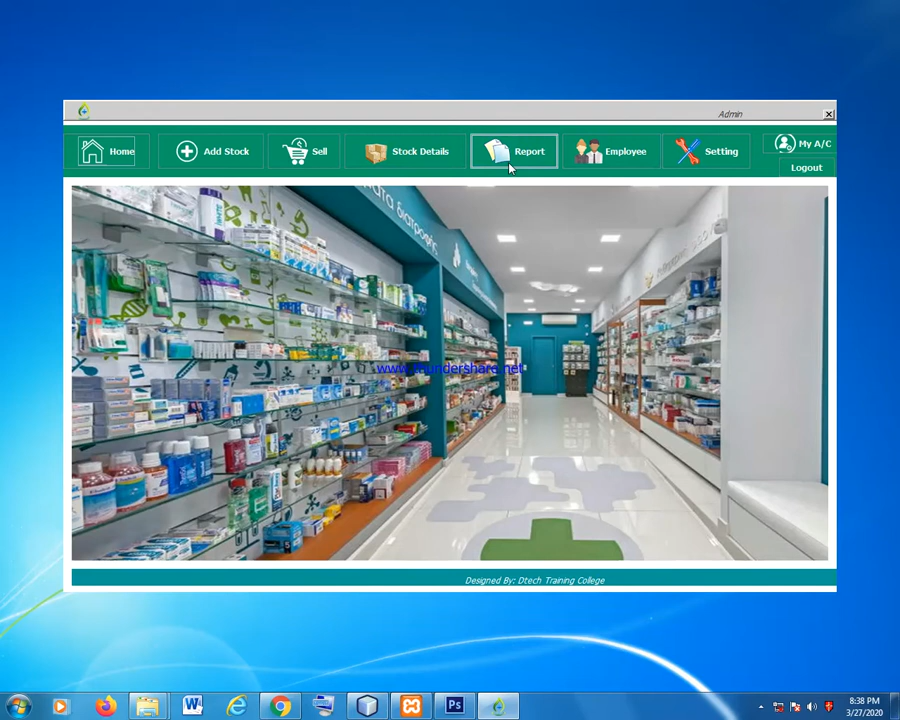 Admin
Home
Add Stock
Sell
Stock Details
Report
Employee
Setting
My A/C
Logout
www.thundershare.net
Designed By: Dtech Training College
8:38 PM
3/27/2020